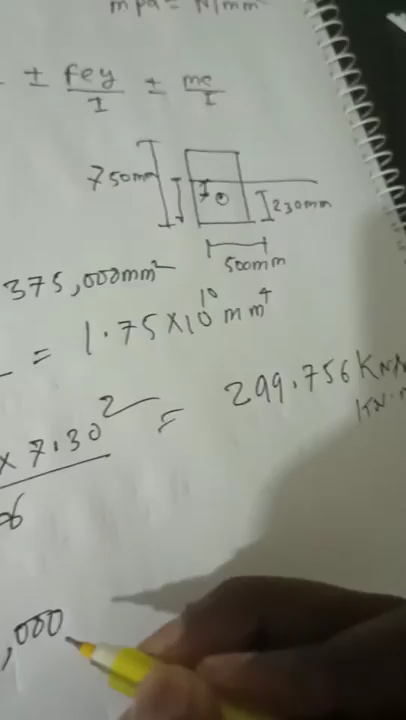 mpa = N/mm
± Fey/I ± mc/I
750mm
230mm
500mm
375,000mm²
= 1.75×10¹⁰ mm⁴
× 7.30² = 299.756 KN
KN.
,000